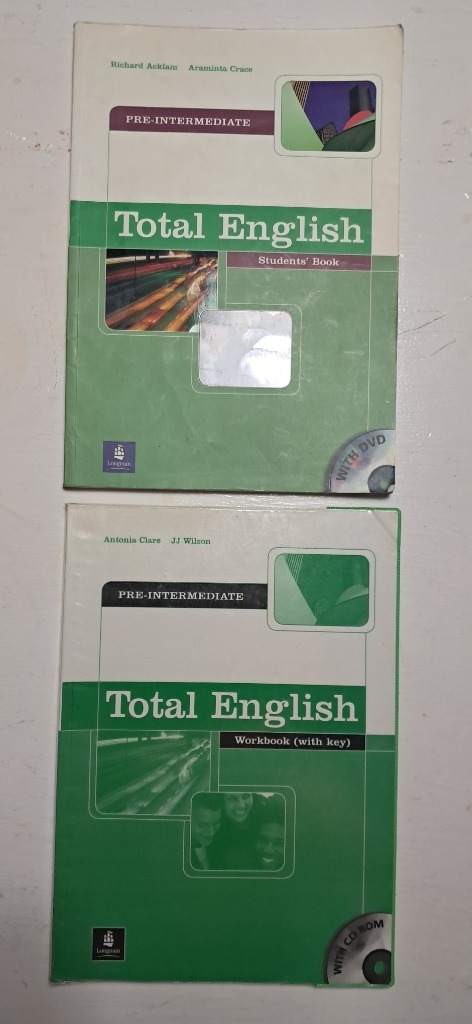 Richard Acklam Araminta Crace
PRE-INTERMEDIATE
Total English
Students' Book
Longman
WITH DVD
Antonia Clare JJ Wilson
PRE-INTERMEDIATE
Total English
Workbook (with key)
Longman
WITH CD ROM